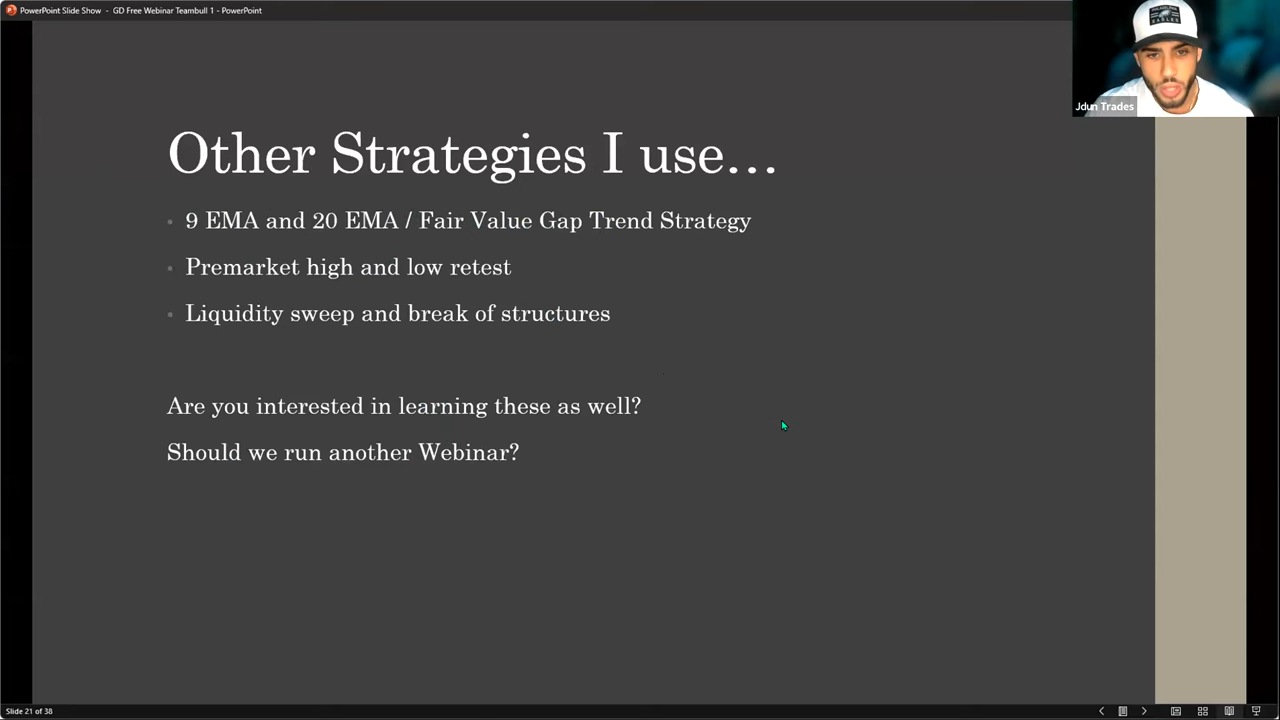 PowerPoint Slide Show - GD Free Webinar Teambull 1 - PowerPoint
PHILADELPHIA
EAGLES
Jdun Trades
Other Strategies I use...
• 9 EMA and 20 EMA / Fair Value Gap Trend Strategy
• Premarket high and low retest
• Liquidity sweep and break of structures
Are you interested in learning these as well?
Should we run another Webinar?
Slide 21 of 38